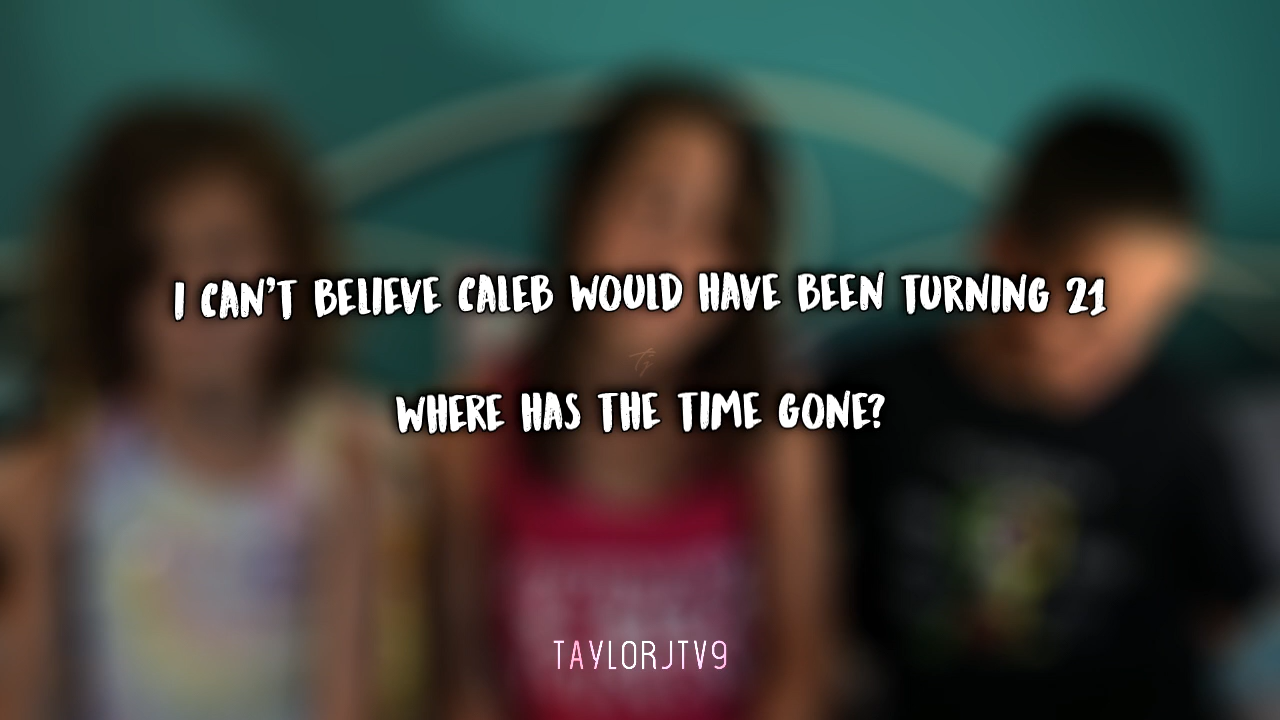 I CAN'T BELIEVE CALEB WOULD HAVE BEEN TURNING 21
WHERE HAS THE TIME GONE?
TAYLORJTV9